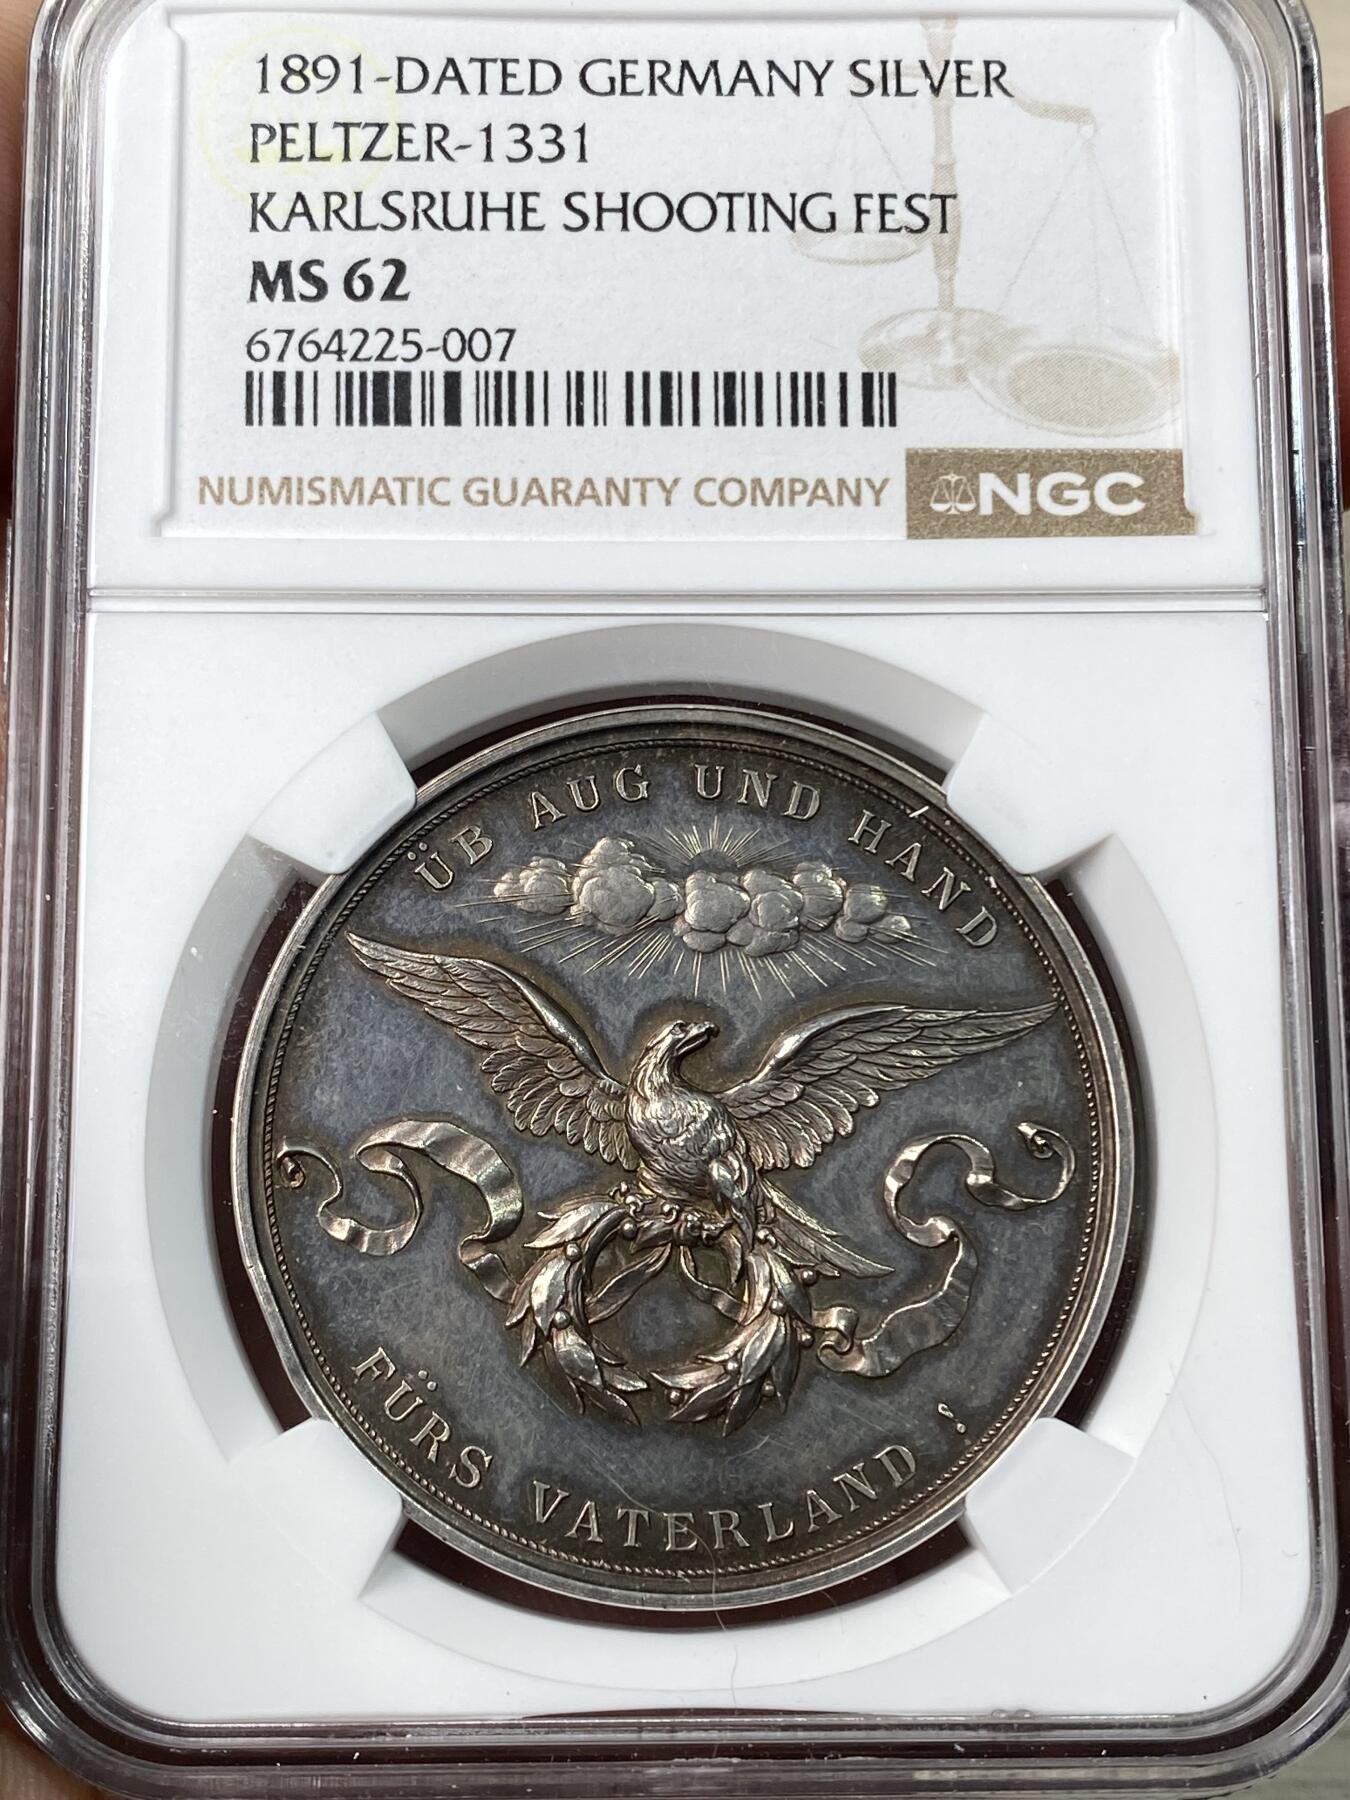 1891-DATED GERMANY SILVER
PELTZER-1331
KARLSRUHE SHOOTING FEST
MS 62
6764225-007
NUMISMATIC GUARANTY COMPANY
NGC
ÜB AUG UND HAND
FÜRS VATERLAND !